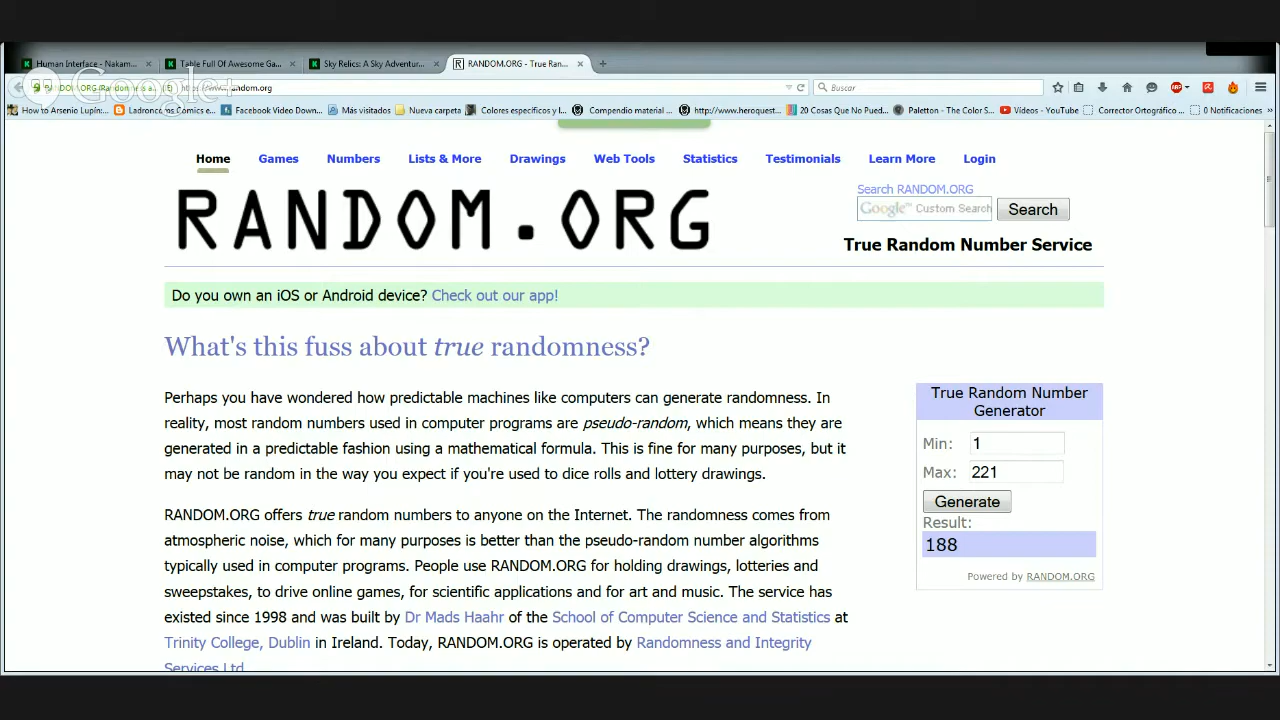 Human Interface - Nakam...
Table Full Of Awesome Ga...
Sky Relics: A Sky Adventur...
RANDOM.ORG - True Ran...
Google+
Buscar
How to Arsenio Lupín:...
Ladroncitos Comics e...
Facebook Video Down...
Más visitados
Nueva carpeta
Colores específicos y l...
Compendio material ...
http://www.heroquest...
20 Cosas Que No Pued...
Paletton - The Color S...
Videos - YouTube
Corrector Ortográfic...
0 Notificaciones
Home
Games
Numbers
Lists & More
Drawings
Web Tools
Statistics
Testimonials
Learn More
Login
RANDOM.ORG
Search RANDOM.ORG
Google™ Custom Search
Search
True Random Number Service
Do you own an iOS or Android device? Check out our app!
What's this fuss about true randomness?
Perhaps you have wondered how predictable machines like computers can generate randomness. In
reality, most random numbers used in computer programs are pseudo-random, which means they are
generated in a predictable fashion using a mathematical formula. This is fine for many purposes, but it
may not be random in the way you expect if you're used to dice rolls and lottery drawings.
RANDOM.ORG offers true random numbers to anyone on the Internet. The randomness comes from
atmospheric noise, which for many purposes is better than the pseudo-random number algorithms
typically used in computer programs. People use RANDOM.ORG for holding drawings, lotteries and
sweepstakes, to drive online games, for scientific applications and for art and music. The service has
existed since 1998 and was built by Dr Mads Haahr of the School of Computer Science and Statistics at
Trinity College, Dublin in Ireland. Today, RANDOM.ORG is operated by Randomness and Integrity
Services Ltd.
True Random Number
Generator
Min: 1
Max: 221
Generate
Result:
188
Powered by RANDOM.ORG